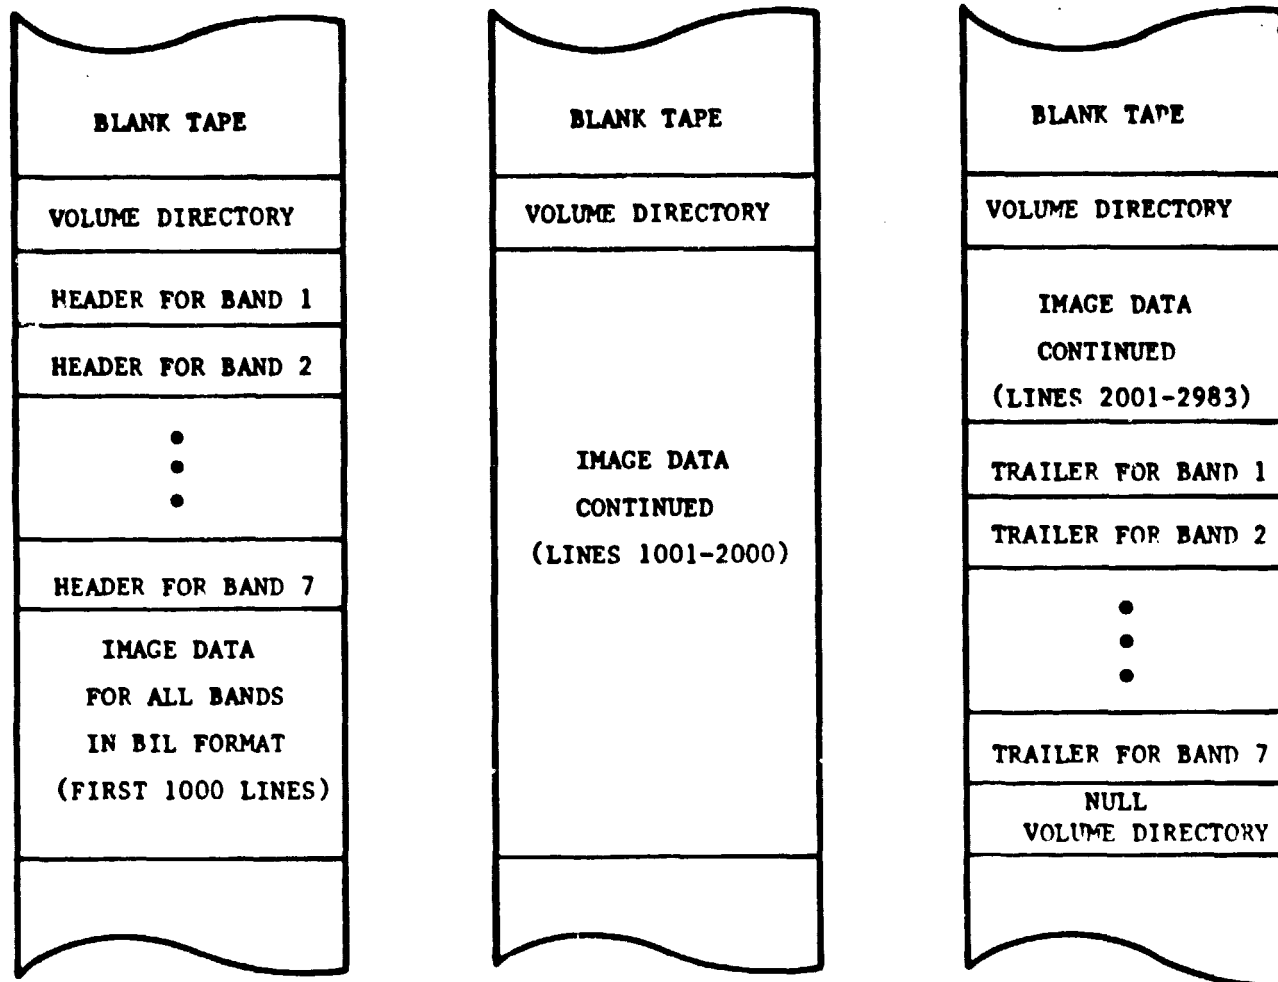 BLANK TAPE
VOLUME DIRECTORY
HEADER FOR BAND 1
HEADER FOR BAND 2
HEADER FOR BAND 7
IMAGE DATA
FOR ALL BANDS
IN BIL FORMAT
(FIRST 1000 LINES)
BLANK TAPE
VOLUME DIRECTORY
IMAGE DATA
CONTINUED
(LINES 1001-2000)
BLANK TAPE
VOLUME DIRECTORY
IMAGE DATA
CONTINUED
(LINES 2001-2983)
TRAILER FOR BAND 1
TRAILER FOR BAND 2
TRAILER FOR BAND 7
NULL
VOLUME DIRECTORY